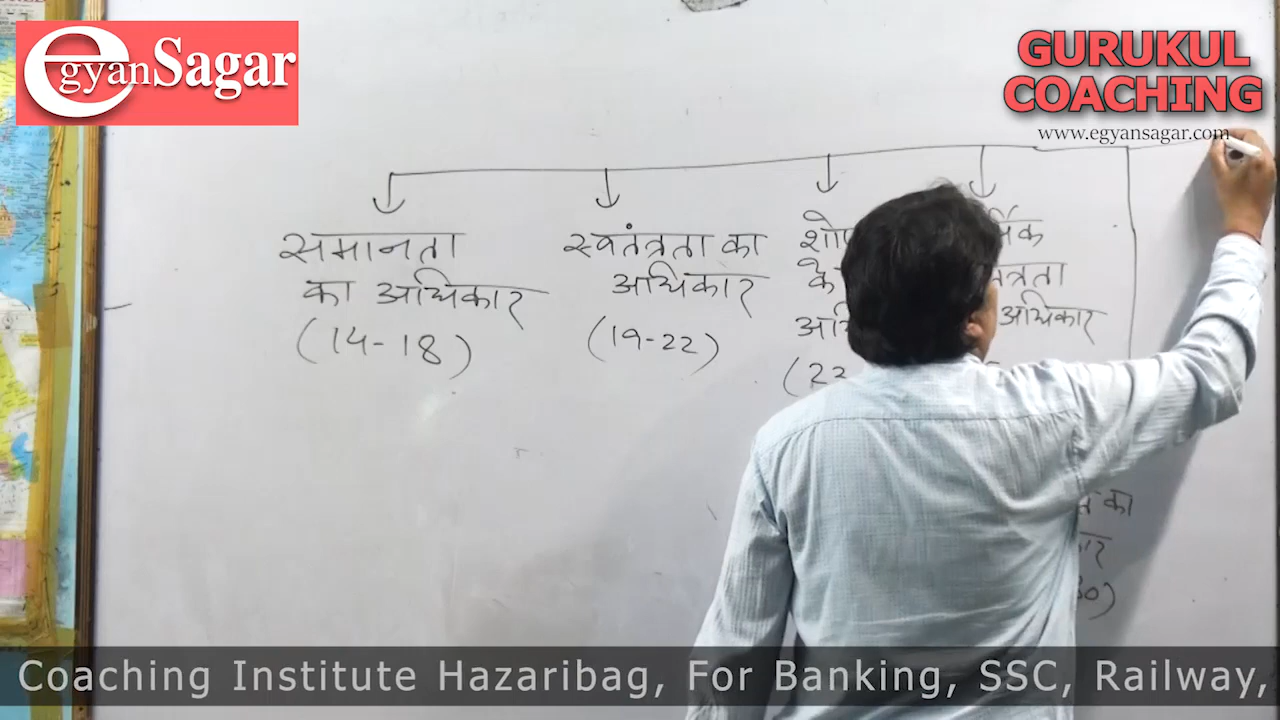 egyanSagar
GURUKUL
COACHING
www.egyansagar.com
समानता
का अधिकार
(14-18)
स्वतंत्रता का
अधिकार
(19-22)
के
(22
अधिकार
का
Coaching Institute Hazaribag, For Banking, SSC, Railway,